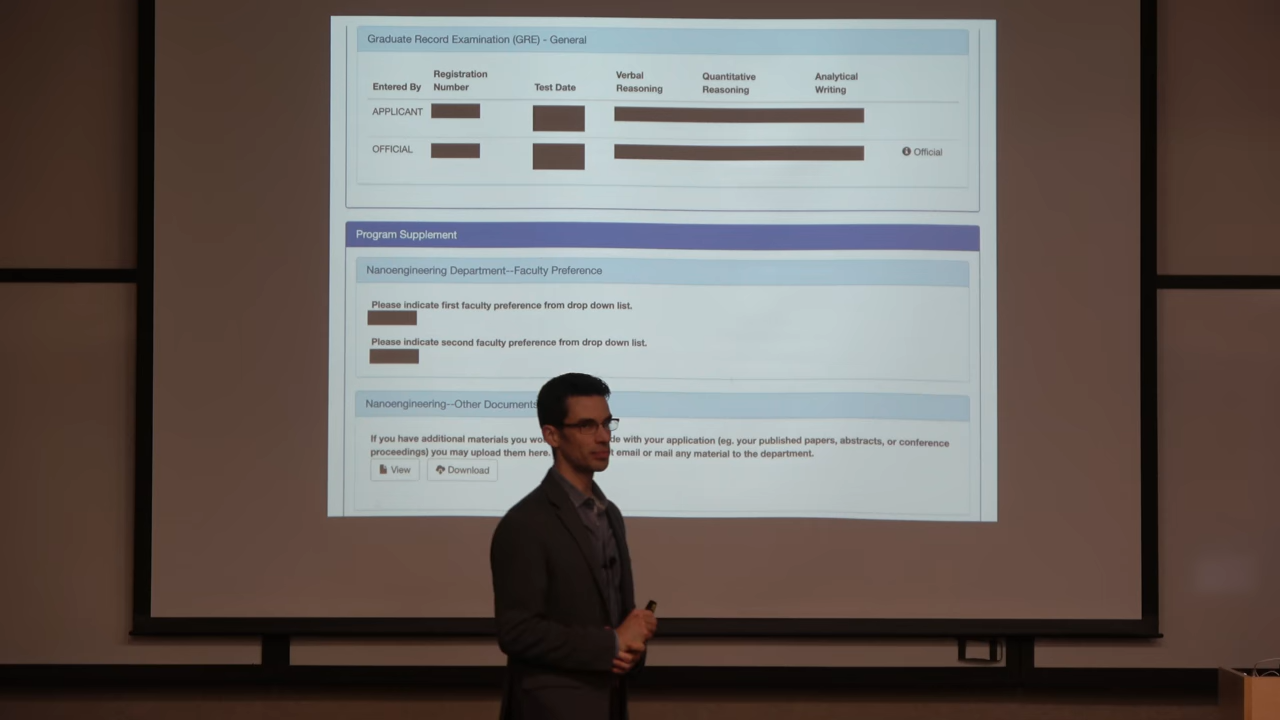 Graduate Record Examination (GRE) - General
Entered By Registration Number Test Date Verbal Reasoning Quantitative Reasoning Analytical Writing
APPLICANT
OFFICIAL Official
Program Supplement
Nanoengineering Department--Faculty Preference
Please indicate first faculty preference from drop down list.
Please indicate second faculty preference from drop down list.
Nanoengineering--Other Documents
If you have additional materials you de with your application (eg. your published papers, abstracts, or conference
proceedings) you may upload them here. email or mail any material to the department.
View Download